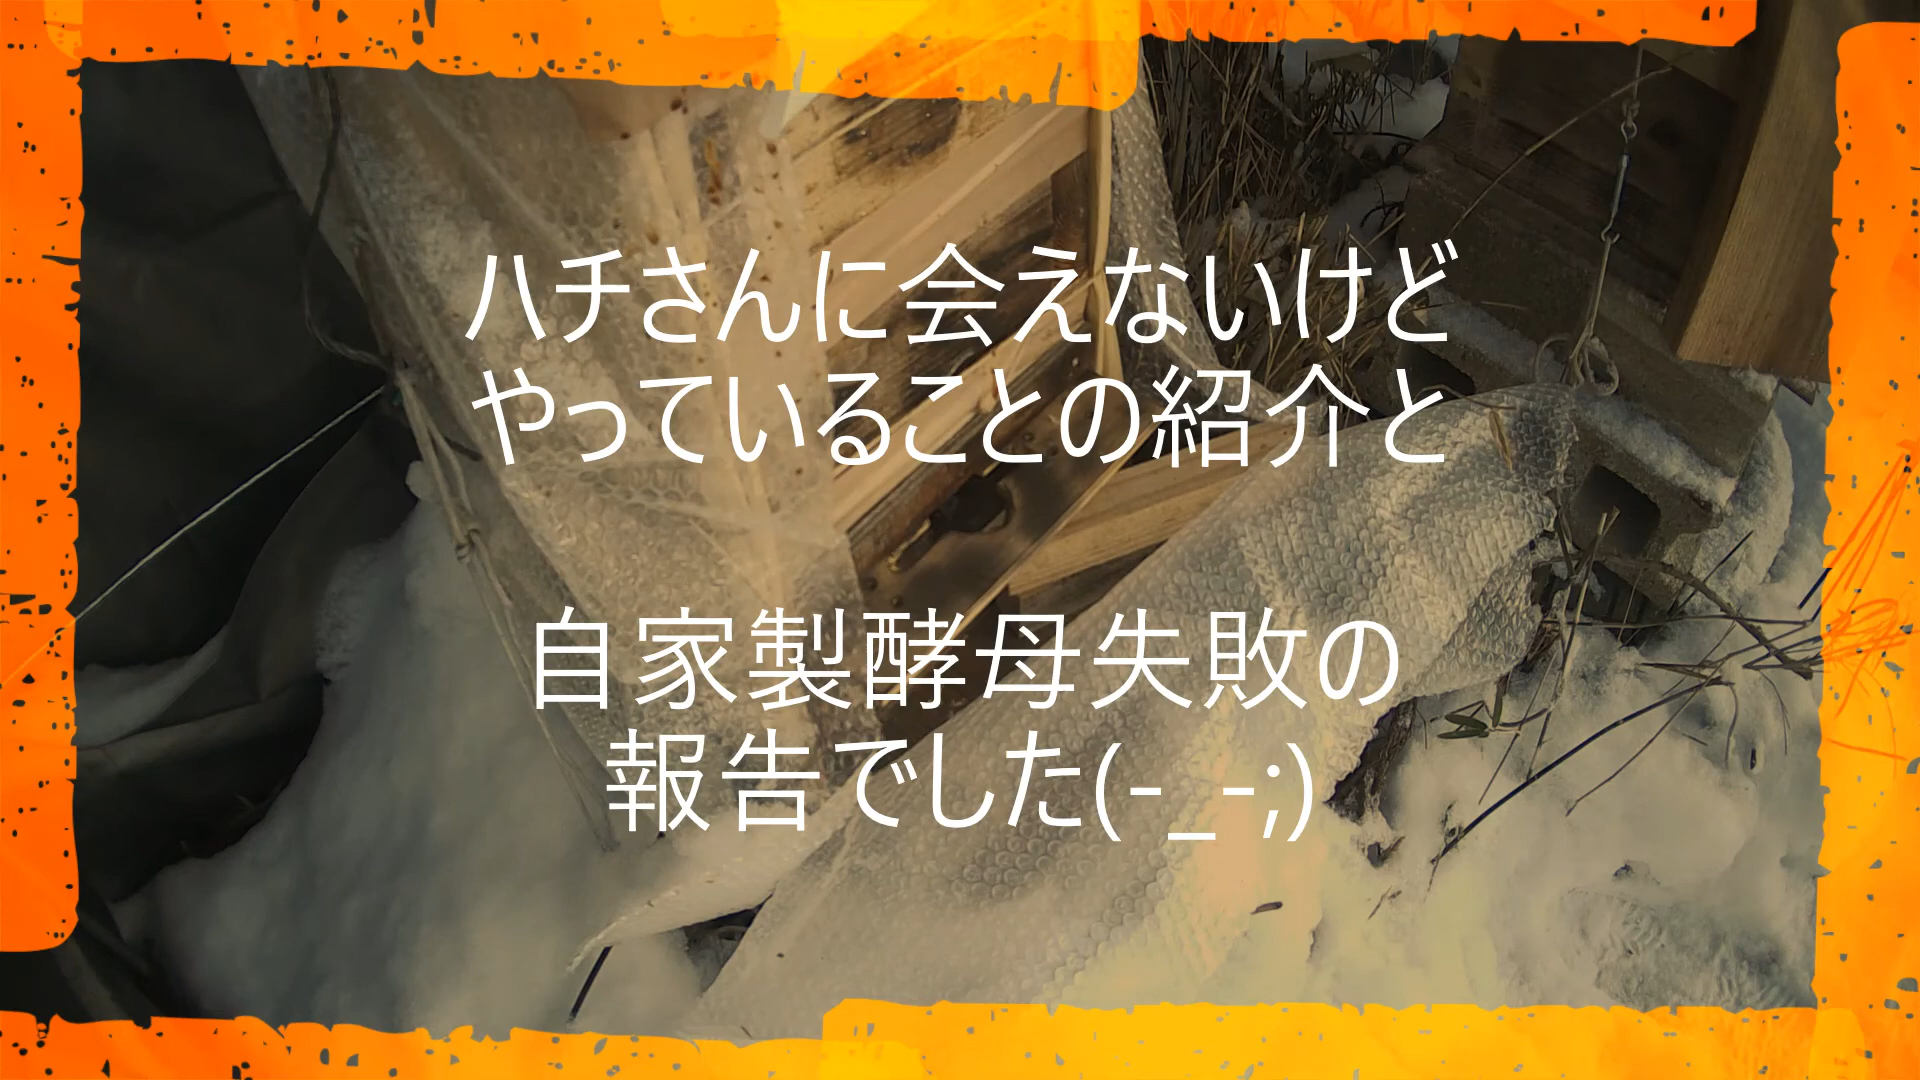 ハチさんに会えないけど
やっていることの紹介と
自家製酵母失敗の
報告でした(-_-;)